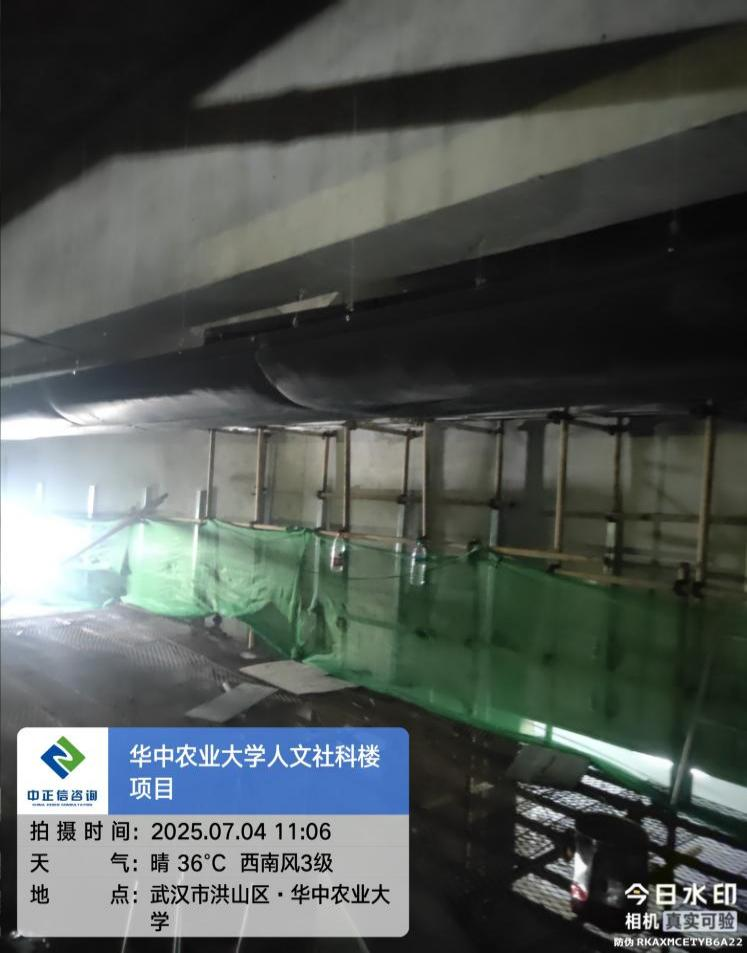 华中农业大学人文社科楼
项目
中正信咨询
拍摄时间：2025.07.04 11:06
天气：晴 36℃ 西南风3级
地点：武汉市洪山区·华中农业大
学
今日水印
相机 真实可验
防伪 RKAXMCETYB6A22